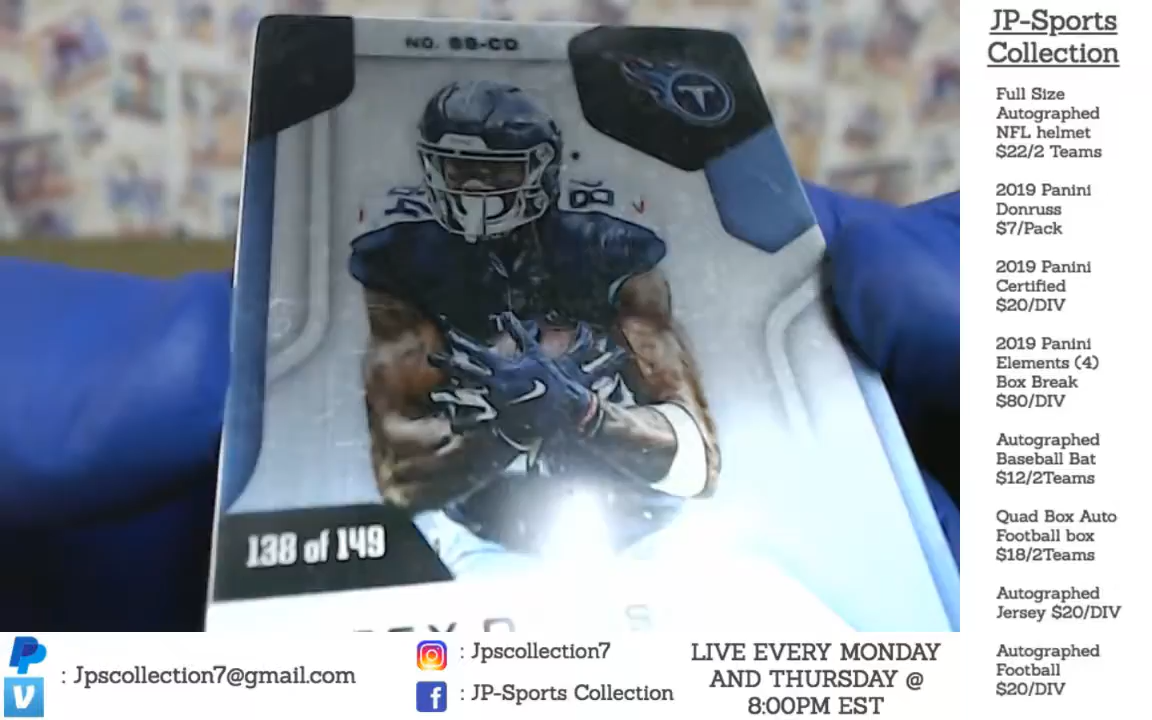 NO. SS-CD
T
138 of 149
JP-Sports
Collection
Full Size
Autographed
NFL helmet
$22/2 Teams
2019 Panini
Donruss
$7/Pack
2019 Panini
Certified
$20/DIV
2019 Panini
Elements (4)
Box Break
$80/DIV
Autographed
Baseball Bat
$12/2Teams
Quad Box Auto
Football box
$18/2Teams
Autographed
Jersey $20/DIV
Autographed
Football
$20/DIV
: Jpscollection7@gmail.com
: Jpscollection7
: JP-Sports Collection
LIVE EVERY MONDAY
AND THURSDAY @
8:00PM EST